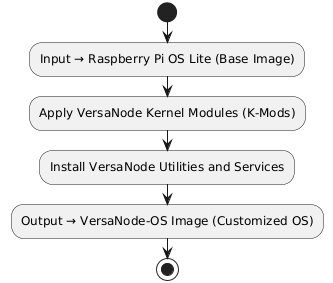 Input → Raspberry Pi OS Lite (Base Image)
Apply VersaNode Kernel Modules (K-Mods)
Install VersaNode Utilities and Services
Output → VersaNode-OS Image (Customized OS)